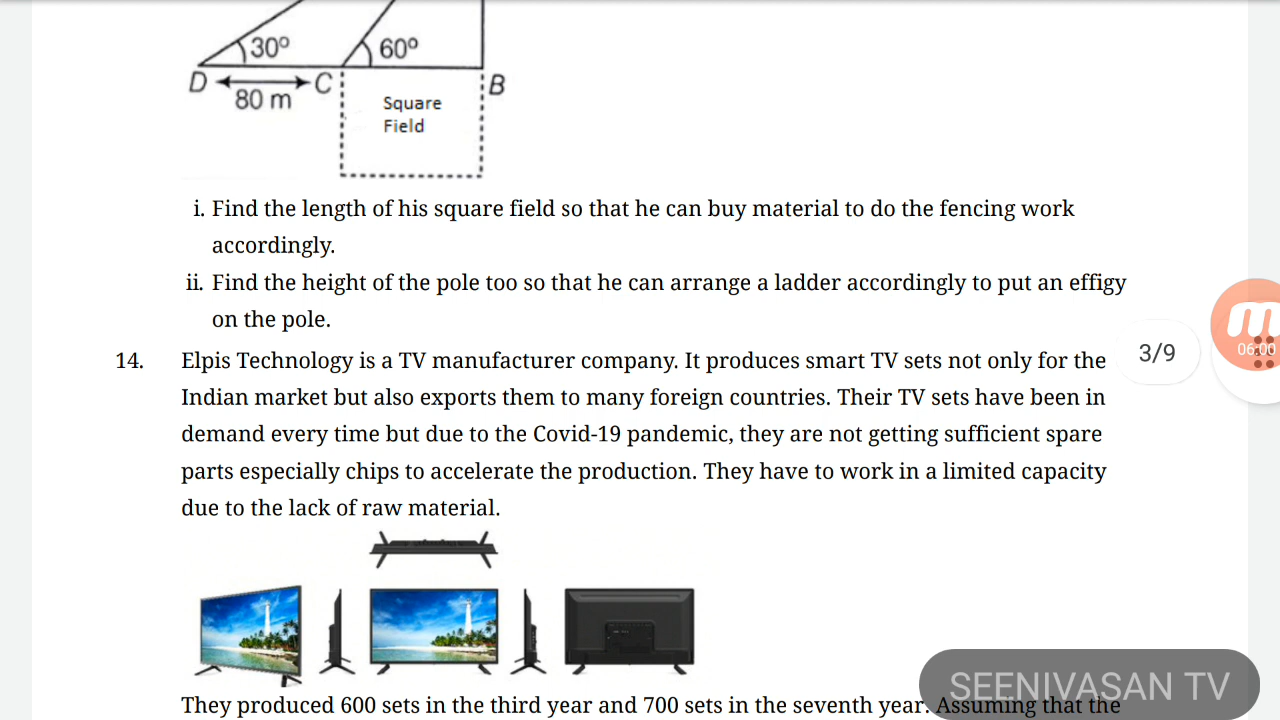 30º
60º
D
C
B
80 m
Square
Field
i. Find the length of his square field so that he can buy material to do the fencing work
accordingly.
ii. Find the height of the pole too so that he can arrange a ladder accordingly to put an effigy
on the pole.
14. Elpis Technology is a TV manufacturer company. It produces smart TV sets not only for the
Indian market but also exports them to many foreign countries. Their TV sets have been in
demand every time but due to the Covid-19 pandemic, they are not getting sufficient spare
parts especially chips to accelerate the production. They have to work in a limited capacity
due to the lack of raw material.
3/9
06:00
They produced 600 sets in the third year and 700 sets in the seventh year. Assuming that the
SEENIVASAN TV